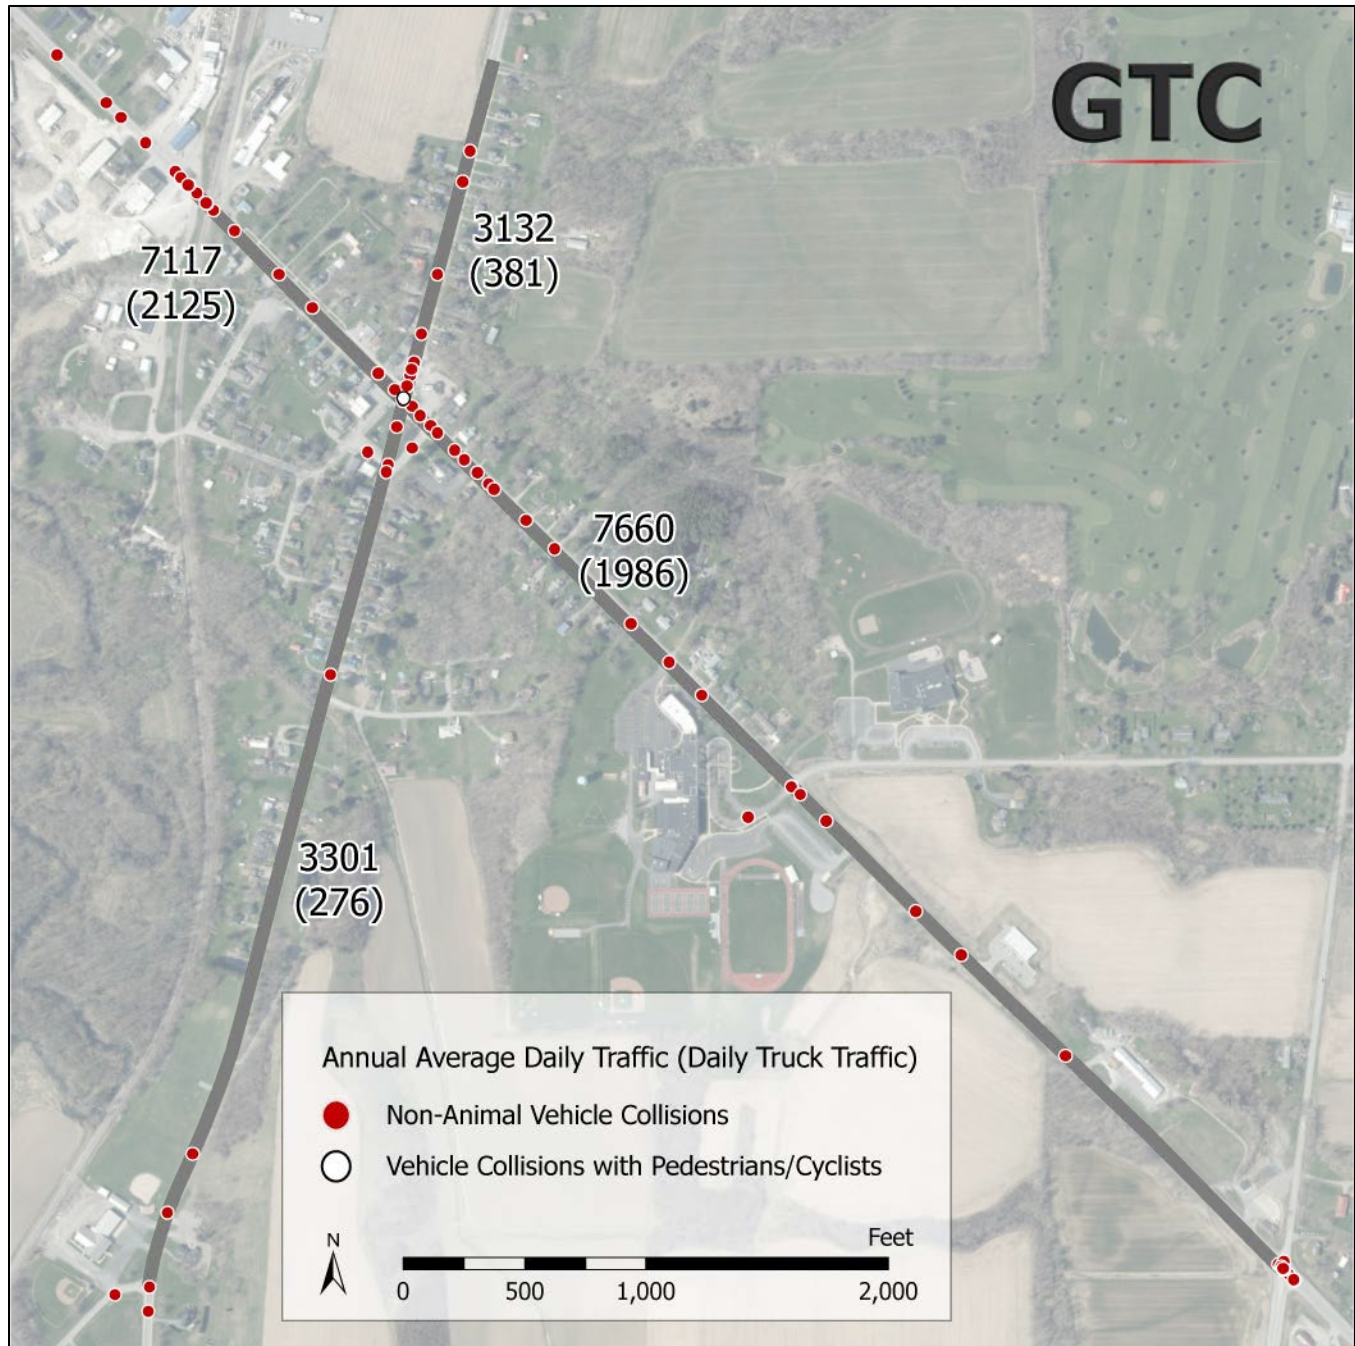 GTC
3132
(381)
7117
(2125)
7660
(1986)
3301
(276)
Annual Average Daily Traffic (Daily Truck Traffic)
Non-Animal Vehicle Collisions
Vehicle Collisions with Pedestrians/Cyclists
N
Feet
0 500 1,000 2,000